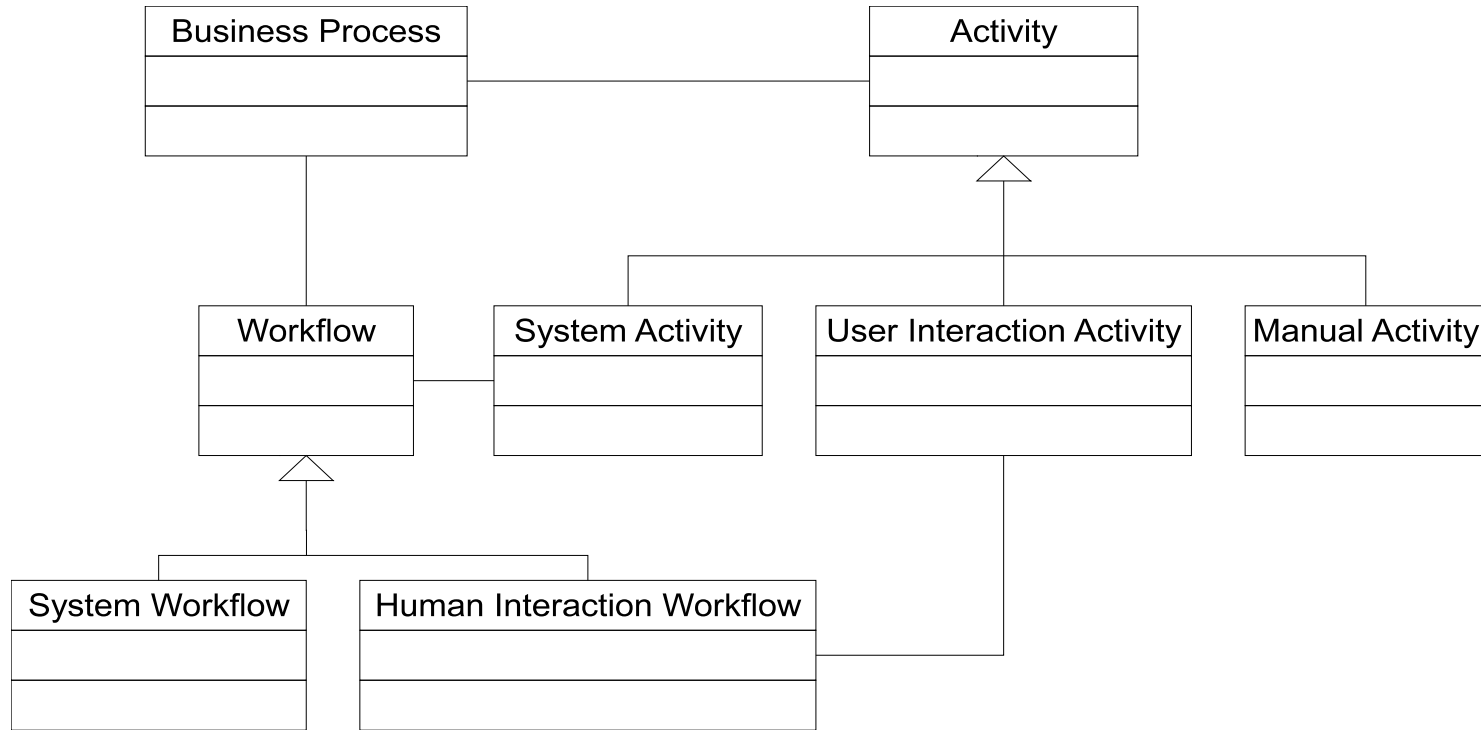 Business Process
Activity
Workflow
System Activity
User Interaction Activity
Manual Activity
System Workflow
Human Interaction Workflow